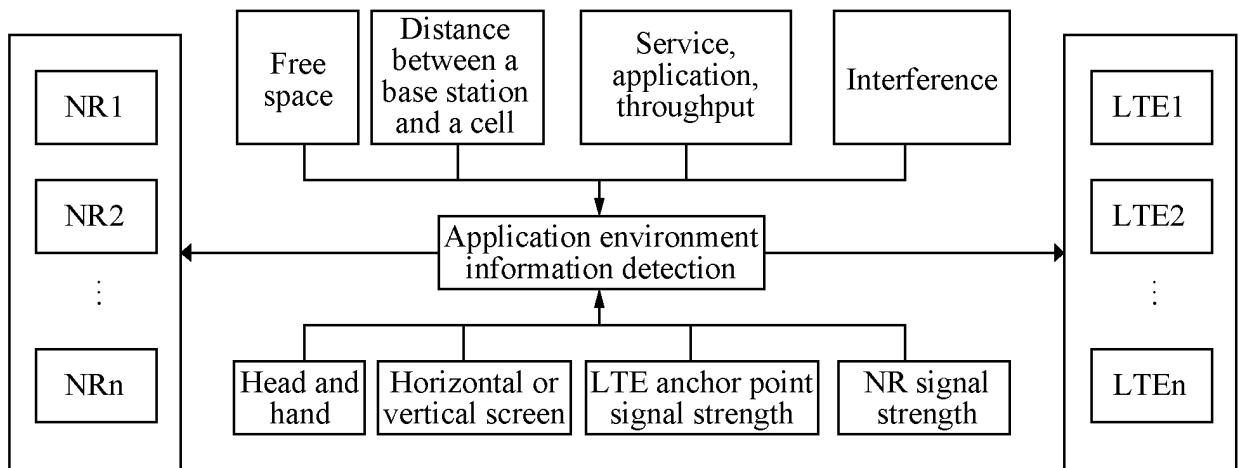 NR1
NR2
⋮
NRn
Free
space
Distance
between a
base station
and a cell
Service,
application,
throughput
Interference
Application environment
information detection
Head and
hand
Horizontal or
vertical screen
LTE anchor point
signal strength
NR signal
strength
LTE1
LTE2
⋮
LTEn